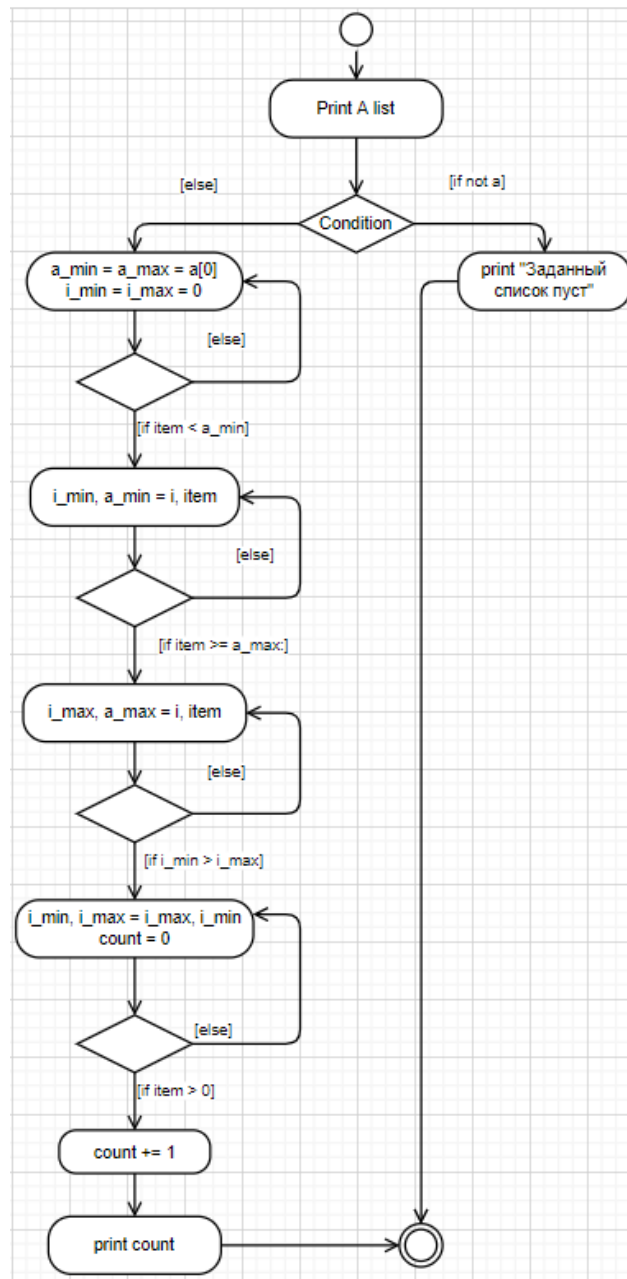 Print A list
[else]
[if not a]
Condition
a_min = a_max = a[0]
i_min = i_max = 0
print "Заданный
список пуст"
[else]
[if item < a_min]
i_min, a_min = i, item
[else]
[if item >= a_max:]
i_max, a_max = i, item
[else]
[if i_min > i_max]
i_min, i_max = i_max, i_min
count = 0
[else]
[if item > 0]
count += 1
print count